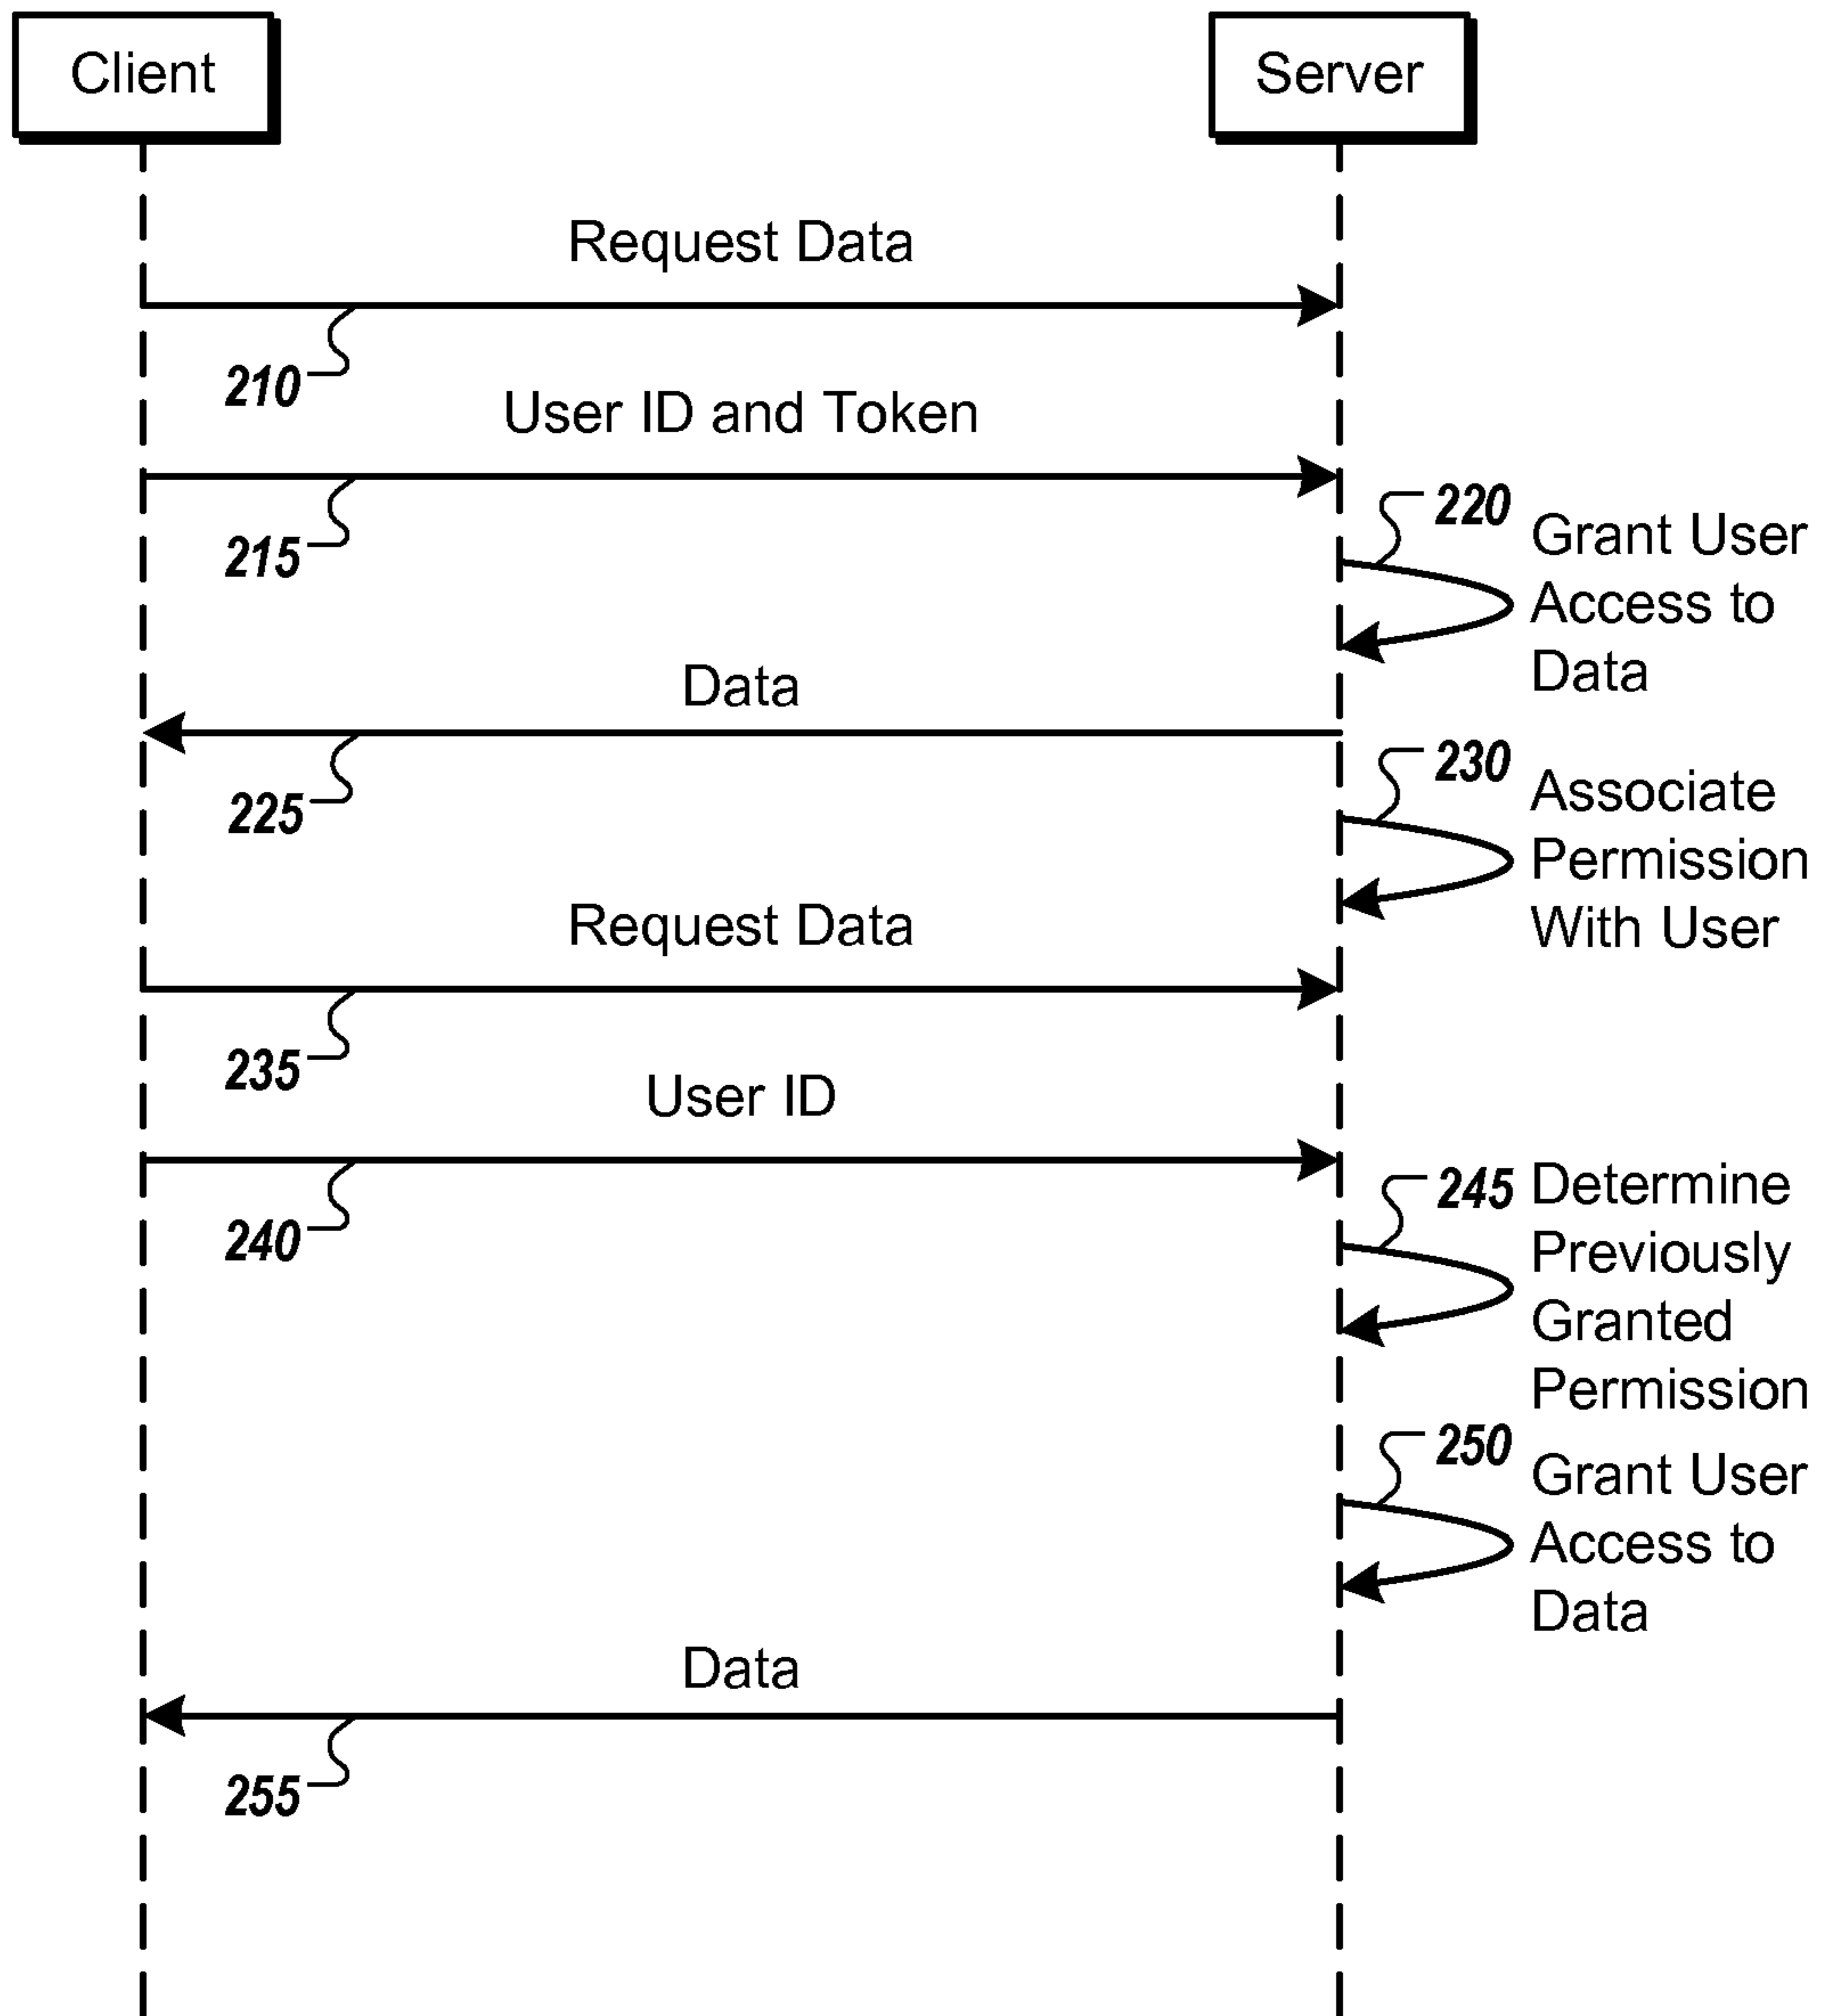 Client
Server
Request Data
210
User ID and Token
215
220
Grant User
Access to
Data
Data
225
230
Associate
Permission
With User
Request Data
235
User ID
240
245
Determine
Previously
Granted
Permission
250
Grant User
Access to
Data
Data
255